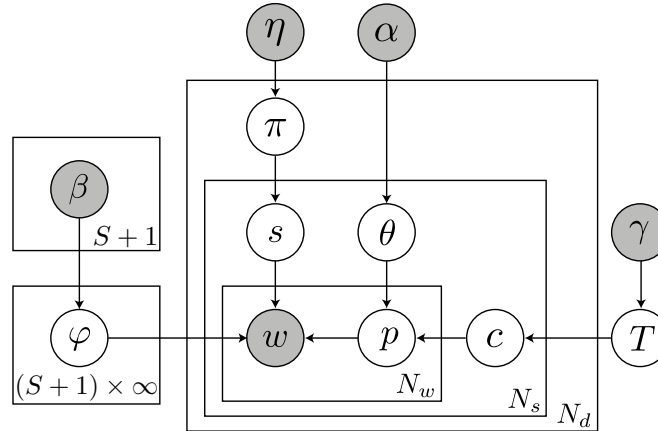 η α
π
β
S + 1
s θ γ
φ w p c T
(S + 1) × ∞ N_w N_s N_d